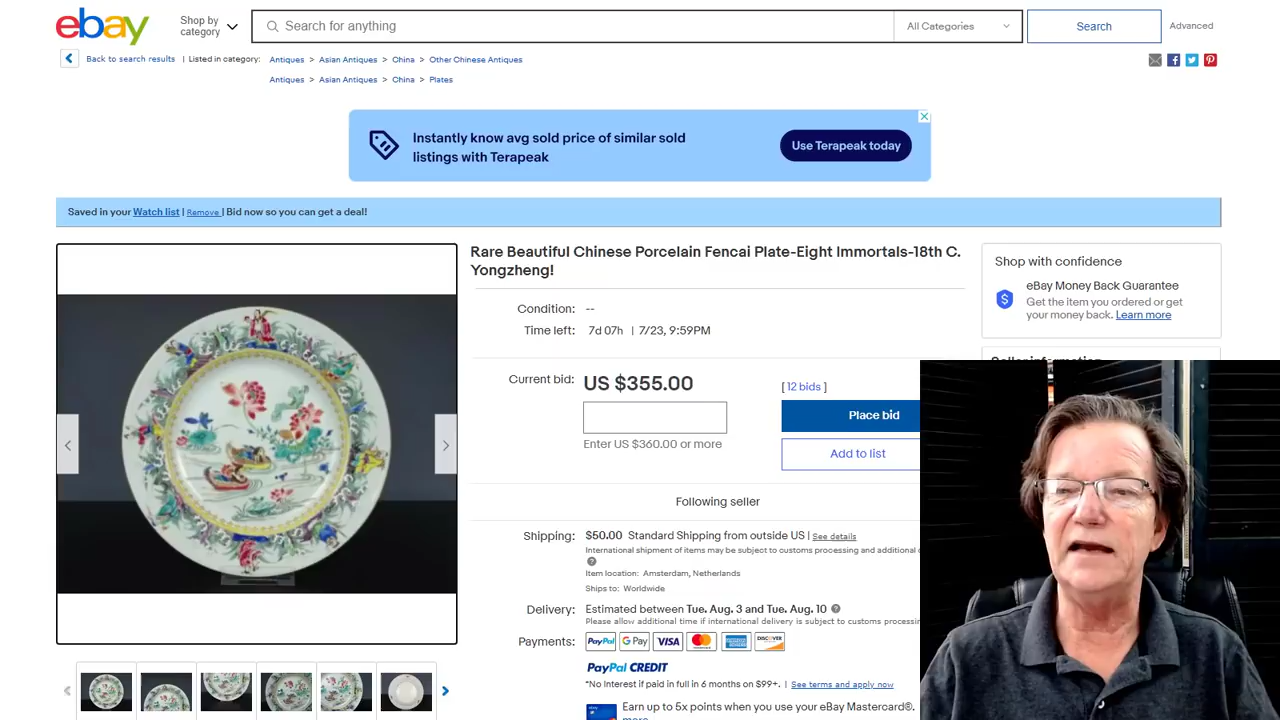 ebay
Shop by category
Search for anything
All Categories
Search
Advanced
Back to search results | Listed in category: Antiques > Asian Antiques > China > Other Chinese Antiques
Antiques > Asian Antiques > China > Plates
Instantly know avg sold price of similar sold
listings with Terapeak
Use Terapeak today
Saved in your Watch list | Remove | Bid now so you can get a deal!
Rare Beautiful Chinese Porcelain Fencai Plate-Eight Immortals-18th C.
Yongzheng!
Condition: --
Time left: 7d 07h | 7/23, 9:59PM
Current bid: US $355.00 [ 12 bids ]
Place bid
Enter US $360.00 or more
Add to list
Following seller
Shipping: $50.00 Standard Shipping from outside US | See details
International shipment of items may be subject to customs processing and additional
Item location: Amsterdam, Netherlands
Ships to: Worldwide
Delivery: Estimated between Tue. Aug. 3 and Tue. Aug. 10
Please allow additional time if international delivery is subject to customs
Payments: PayPal G Pay VISA
DISCOVER
PayPal CREDIT
*No Interest if paid in full in 6 months on $99+. | See terms and apply now
Earn up to 5x points when you use your eBay Mastercard®.
Shop with confidence
eBay Money Back Guarantee
Get the item you ordered or get
your money back. Learn more
Seller information